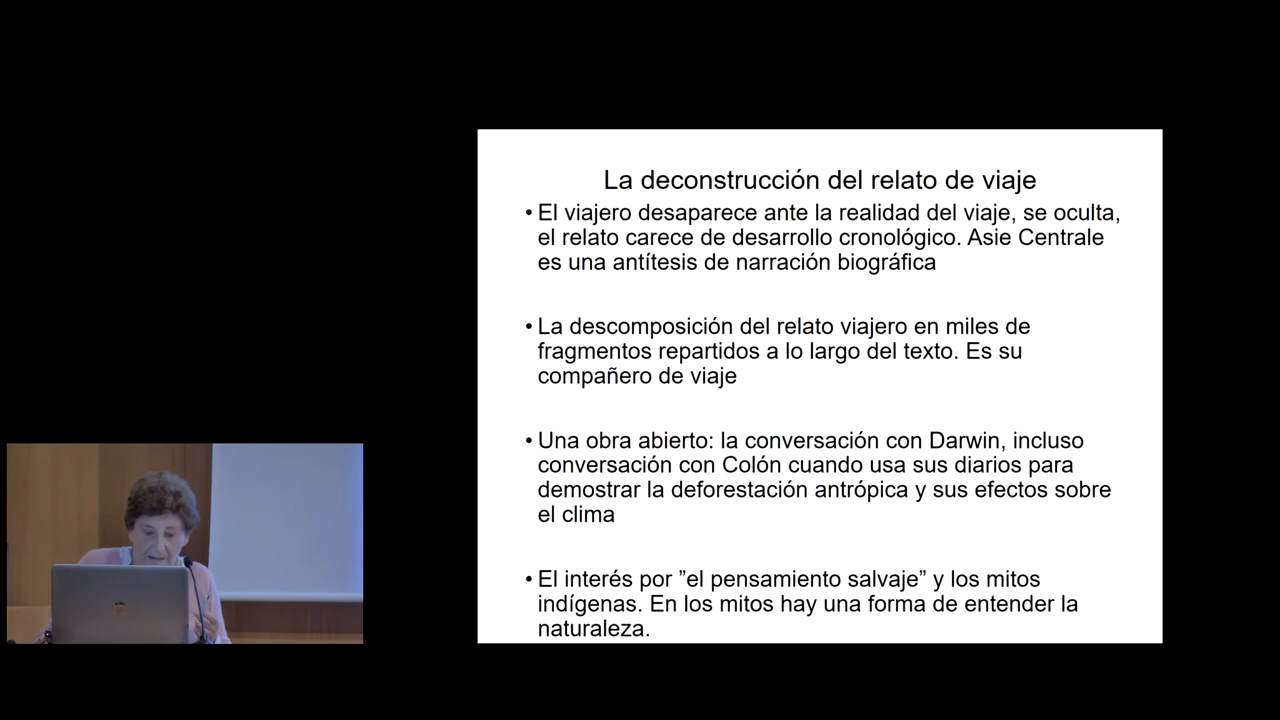 La deconstrucción del relato de viaje
• El viajero desaparece ante la realidad del viaje, se oculta,
el relato carece de desarrollo cronológico. Asie Centrale
es una antítesis de narración biográfica
• La descomposición del relato viajero en miles de
fragmentos repartidos a lo largo del texto. Es su
compañero de viaje
• Una obra abierto: la conversación con Darwin, incluso
conversación con Colón cuando usa sus diarios para
demostrar la deforestación antrópica y sus efectos sobre
el clima
• El interés por ”el pensamiento salvaje” y los mitos
indígenas. En los mitos hay una forma de entender la
naturaleza.